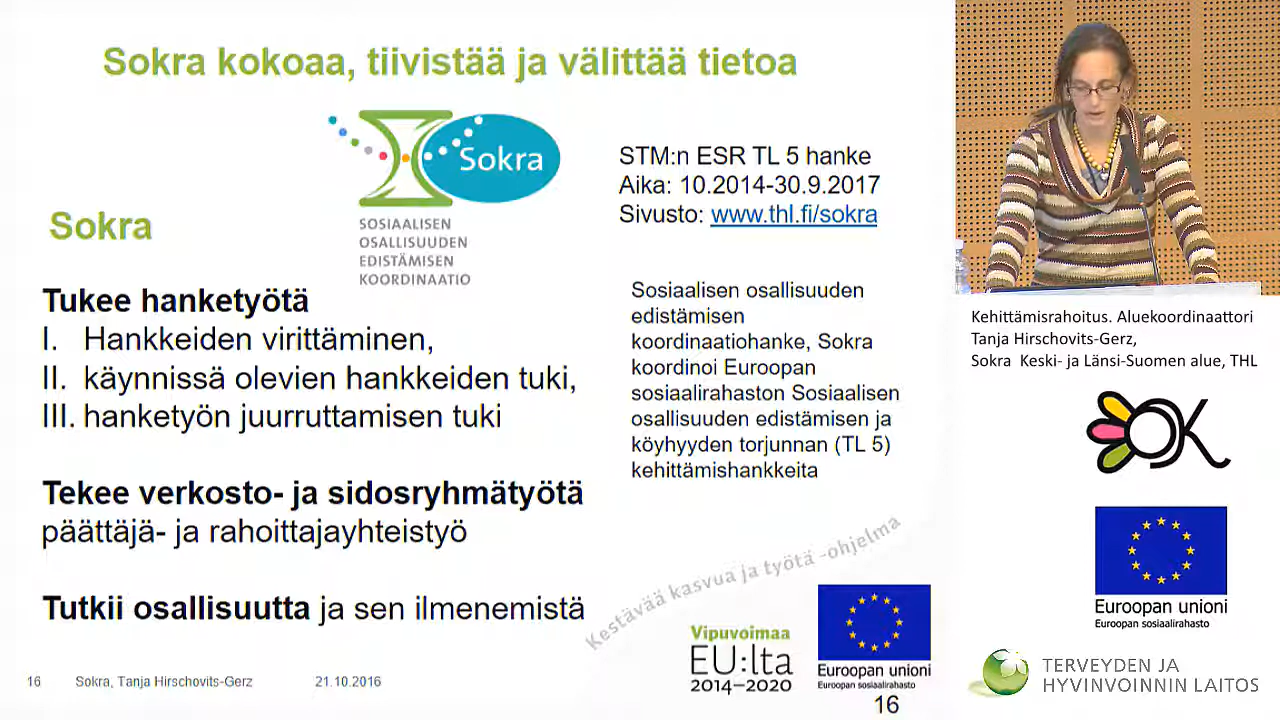 Sokra kokoaa, tiivistää ja välittää tietoa
Sokra
SOSIAALISEN
OSALLISUUDEN
EDISTÄMISEN
KOORDINAATIO
STM:n ESR TL 5 hanke
Aika: 10.2014-30.9.2017
Sivusto: www.thl.fi/sokra
Sokra
Tukee hanketyötä
I. Hankkeiden virittäminen,
II. käynnissä olevien hankkeiden tuki,
III. hanketyön juurruttamisen tuki
Tekee verkosto- ja sidosryhmätyötä
päättäjä- ja rahoittajayhteistyö
Tutkii osallisuutta ja sen ilmenemistä
Sosiaalisen osallisuuden
edistämisen
koordinaatiohanke, Sokra
koordinoi Euroopan
sosiaalirahaston Sosiaalisen
osallisuuden edistämisen ja
köyhyyden torjunnan (TL 5)
kehittämishankkeita
Kestävää kasvua ja työtä -ohjelma
Vipuvoimaa
EU:lta
2014–2020
Euroopan unioni
Euroopan sosiaalirahasto
16
16 Sokra, Tanja Hirschovits-Gerz 21.10.2016
Kehittämisrahoitus. Aluekoordinaattori
Tanja Hirschovits-Gerz,
Sokra Keski- ja Länsi-Suomen alue, THL
OK
Euroopan unioni
Euroopan sosiaalirahasto
TERVEYDEN JA
HYVINVOINNIN LAITOS